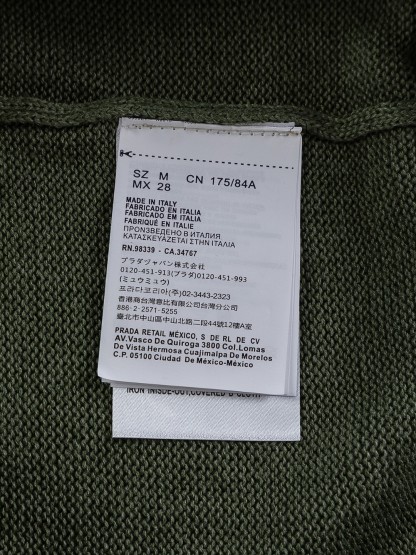 SZ M CN 175/84A
MX 28
MADE IN ITALY
FABRICADO EN ITALIA
FABRICADO EM ITALIA
FABRIQUÉ EN ITALIE
ПРОИЗВЕДЕНО В ИТАЛИЯ
ΚΑΤΑΣΚΕΥΑΖΕΤΑΙ ΣΤΗΝ ΙΤΑΛΙΑ
RN.98339 - CA.34767
プラダジャパン株式会社
0120-451-913(プラダ)0120-451-993
(ミュウミュウ)
프라다코리아(주)02-3443-2323
香港商台灣意比有限公司台灣分公司
886-2-2571-5255
臺北市中山區中山北路二段44號12樓A室
PRADA RETAIL MÉXICO, S DE RL DE CV
AV.Vasco De Quiroga 3800 Col.Lomas
De Vista Hermosa Cuajimalpa De Morelos
C.P. 05100 Ciudad De México-México
IRON INSIDE-OUT,COVERED